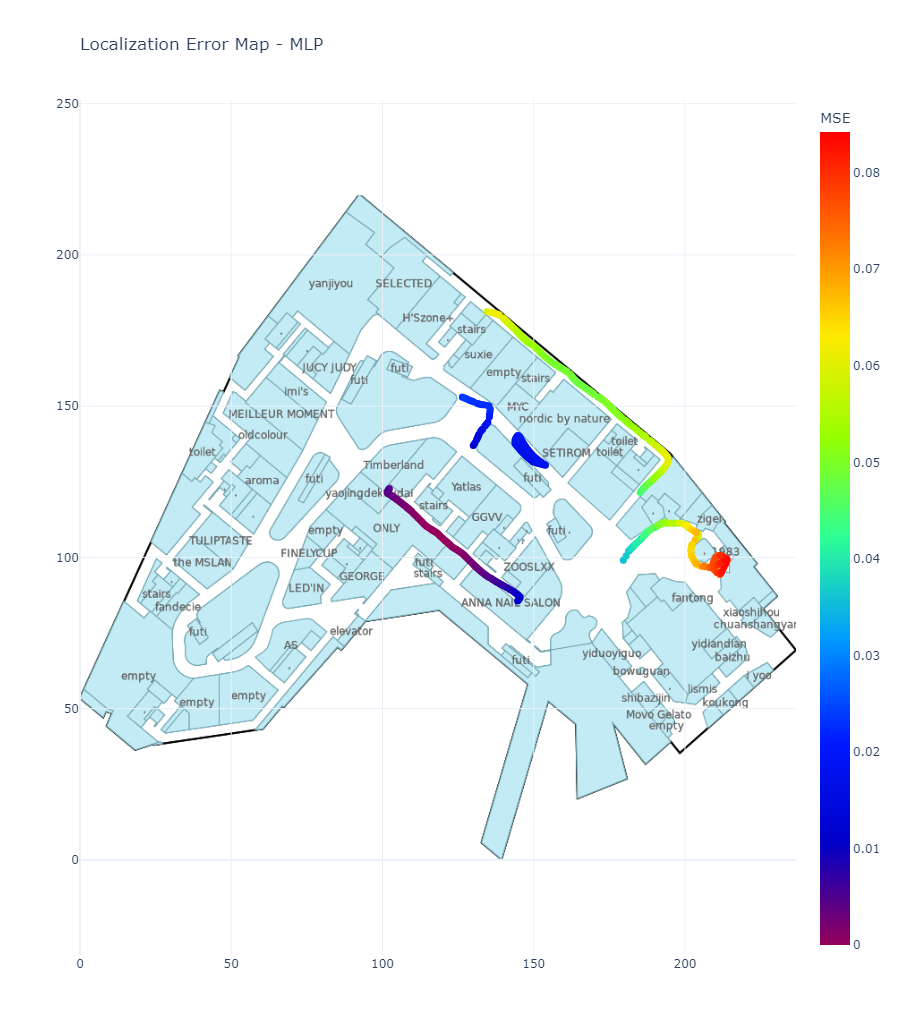 Localization Error Map - MLP
MSE
250
200
150
100
50
0
0
50
100
150
200
0.08
0.07
0.06
0.05
0.04
0.03
0.02
0.01
0
yanjiyou
SELECTED
H'Szone+
stairs
suxie
empty
stairs
JUCY JUDY
futi
futi
imi's
MEILLEUR MOMENT
oldcolour
toilet
MYC
nordic by nature
toilet
SETIROM
toilet
Timberland
aroma
futi
Yatlas
futi
stairs
GGVV
zigei
TULIPTASTE
empty
ONLY
futi
the MSLAN
FINELYCUP
futi
stairs
ZOOSLXX
1983
GEORGE
LED'IN
stairs
fandecie
ANNA NAIL SALON
fantong
xiaoshihou
chuanshangyan
futi
elevator
AS
yidiandian
yiduoyiguo
baizhu
futi
bowuguan
i yoo
empty
empty
empty
shibazijin
lismis
koukong
Movo Gelato
empty